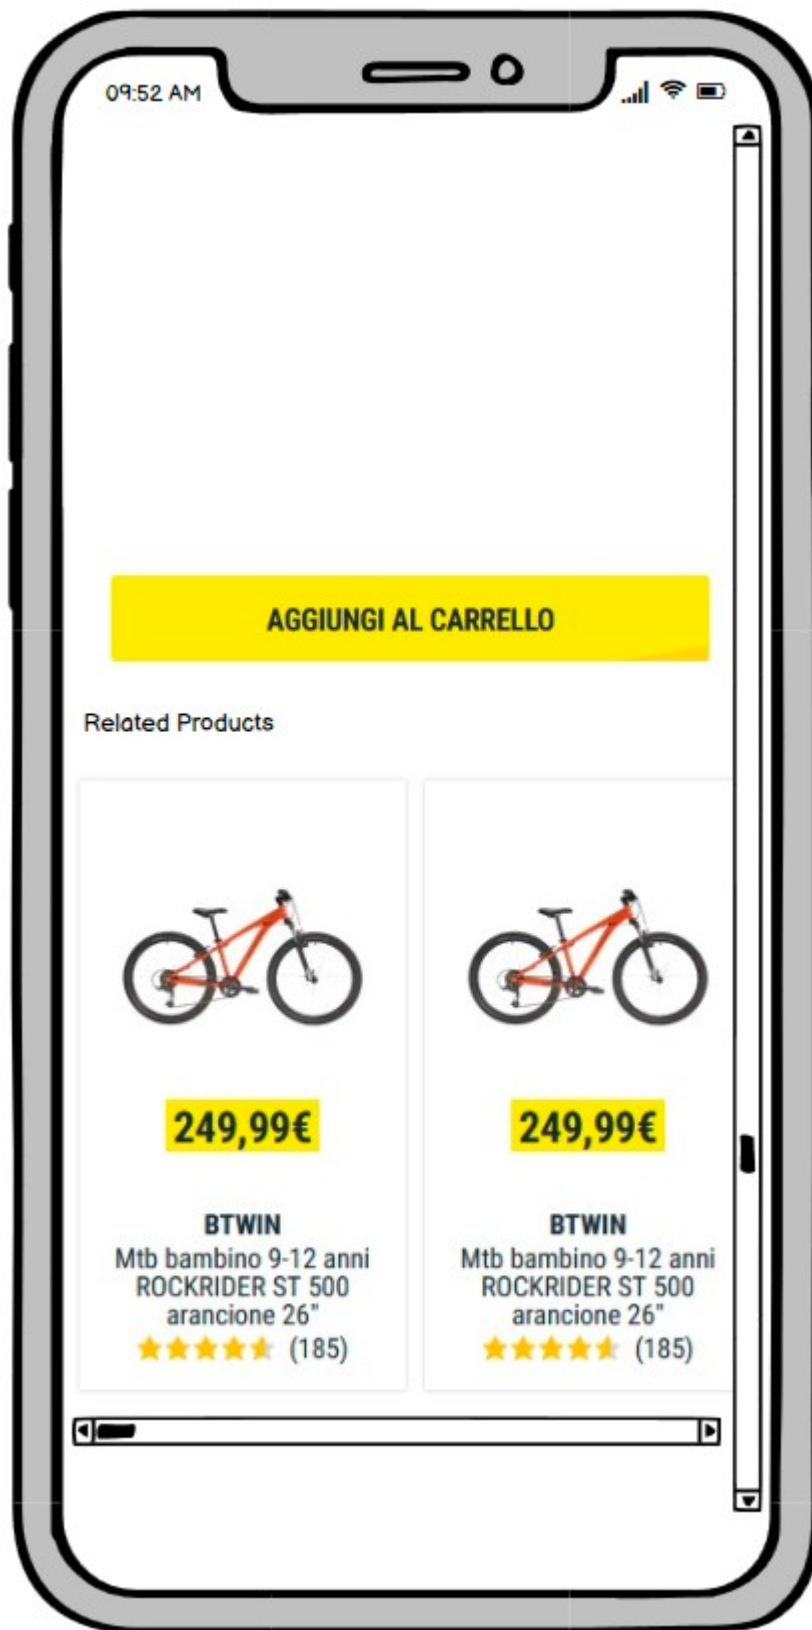 09:52 AM
AGGIUNGI AL CARRELLO
Related Products
249,99€
BTWIN
Mtb bambino 9-12 anni
ROCKRIDER ST 500
arancione 26"
(185)
249,99€
BTWIN
Mtb bambino 9-12 anni
ROCKRIDER ST 500
arancione 26"
(185)